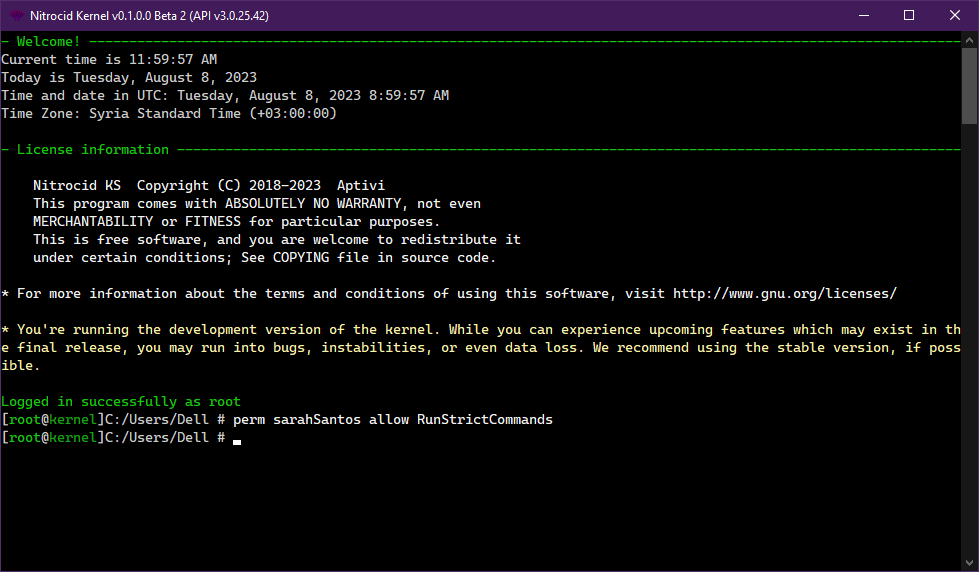 Nitrocid Kernel v0.1.0.0 Beta 2 (API v3.0.25.42)
- Welcome!
Current time is 11:59:57 AM
Today is Tuesday, August 8, 2023
Time and date in UTC: Tuesday, August 8, 2023 8:59:57 AM
Time Zone: Syria Standard Time (+03:00:00)
- License information
Nitrocid KS  Copyright (C) 2018-2023  Aptivi
This program comes with ABSOLUTELY NO WARRANTY, not even
MERCHANTABILITY or FITNESS for particular purposes.
This is free software, and you are welcome to redistribute it
under certain conditions; See COPYING file in source code.
* For more information about the terms and conditions of using this software, visit http://www.gnu.org/licenses/
* You're running the development version of the kernel. While you can experience upcoming features which may exist in th
e final release, you may run into bugs, instabilities, or even data loss. We recommend using the stable version, if poss
ible.
Logged in successfully as root
[root@kernel]C:/Users/Dell # perm sarahSantos allow RunStrictCommands
[root@kernel]C:/Users/Dell #